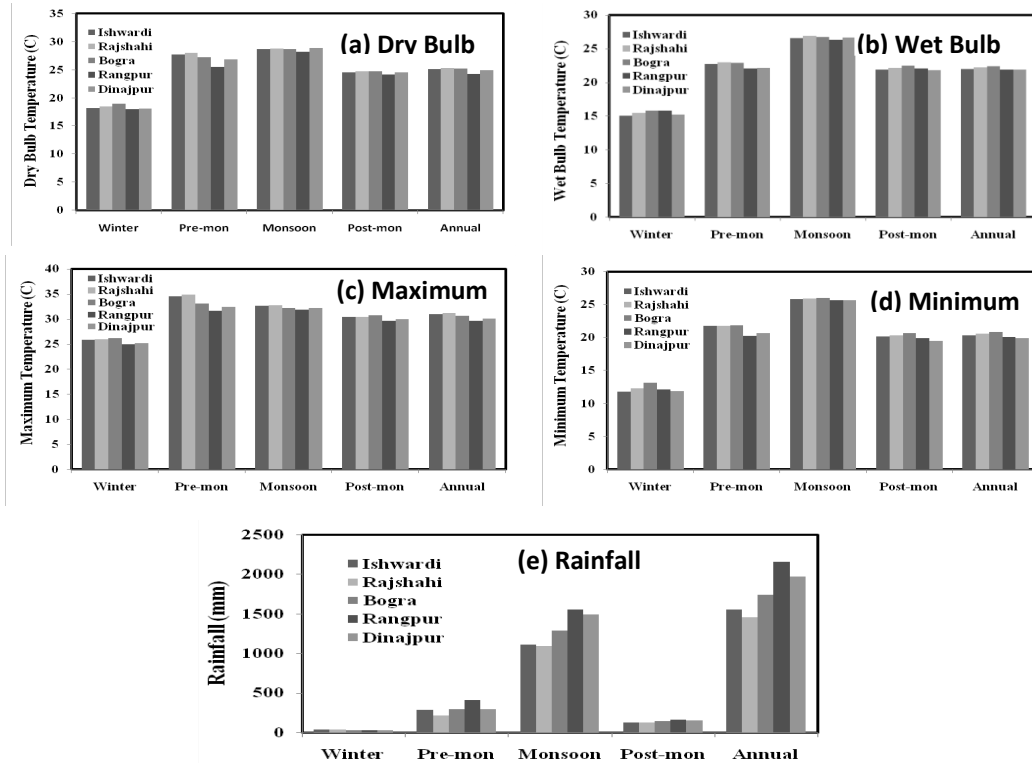 (a) Dry Bulb
Dry Bulb Temperature (C)
35
30
25
20
15
10
5
0
Ishwardi
Rajshahi
Bogra
Rangpur
Dinajpur
Winter Pre-mon Monsoon Post-mon Annual
(b) Wet Bulb
Wet Bulb Temperature (C)
30
25
20
15
10
5
0
Ishwardi
Rajshahi
Bogra
Rangpur
Dinajpur
Winter Pre-mon Monsoon Post-mon Annual
(c) Maximum
Maximum Temperature (C)
40
35
30
25
20
15
10
5
0
Ishwardi
Rajshahi
Bogra
Rangpur
Dinajpur
Winter Pre-mon Monsoon Post-mon Annual
(d) Minimum
Minimum Temperature (C)
30
25
20
15
10
5
0
Ishwardi
Rajshahi
Bogra
Rangpur
Dinajpur
Winter Pre-mon Monsoon Post-mon Annual
(e) Rainfall
Rainfall (mm)
2500
2000
1500
1000
500
0
Ishwardi
Rajshahi
Bogra
Rangpur
Dinajpur
Winter Pre-mon Monsoon Post-mon Annual